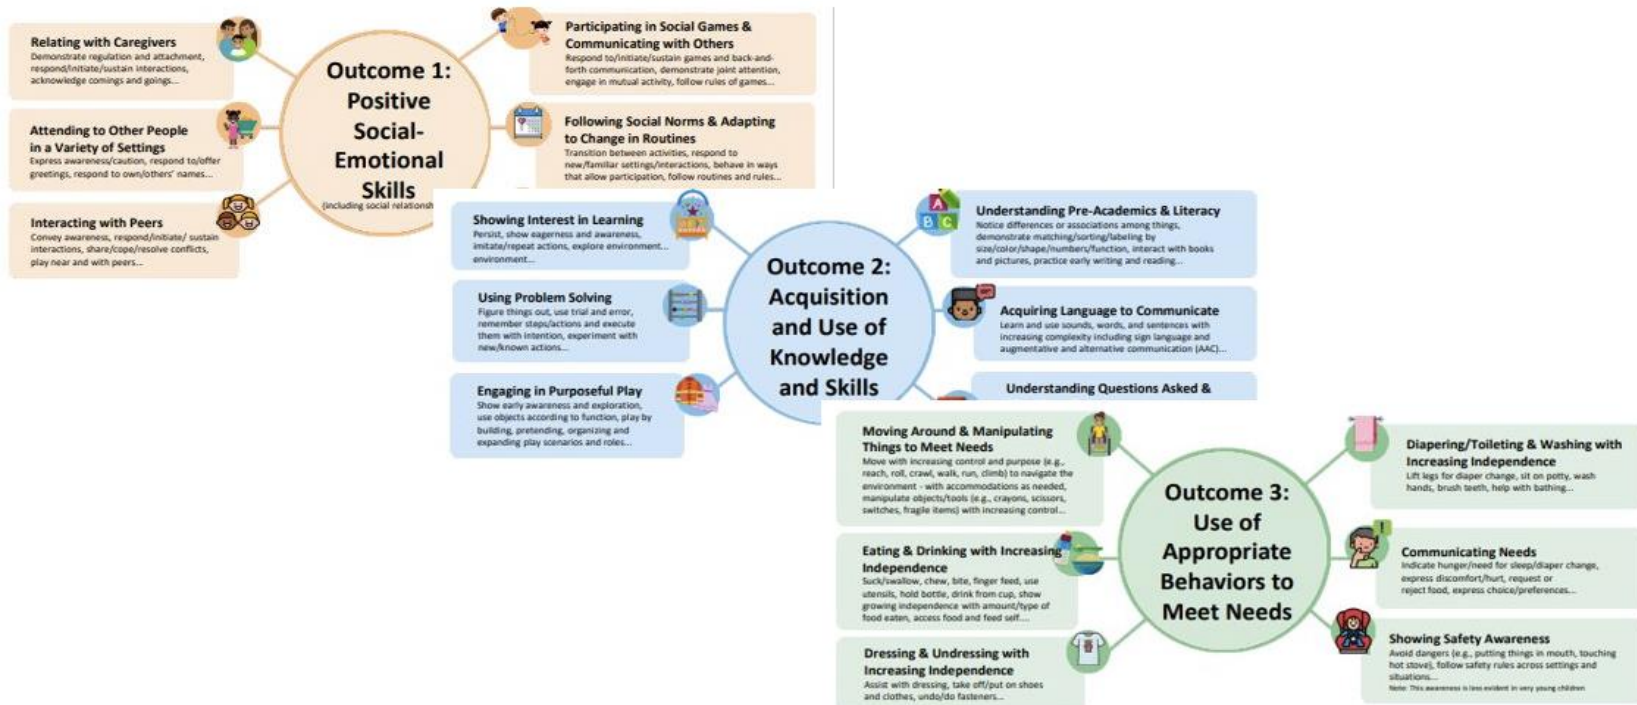 Relating with Caregivers
Demonstrate regulation and attachment,
respond/initiate/sustain interactions,
acknowledge comings and goings...
Attending to Other People
in a Variety of Settings
Express awareness/caution, respond to/offer
greetings, respond to own/others' names...
Interacting with Peers
Convey awareness, respond/initiate/ sustain
interactions, share/cope/resolve conflicts,
play near and with peers...
Outcome 1:
Positive
Social-
Emotional
Skills
(including social relationsh
Participating in Social Games &
Communicating with Others
Respond to/initiate/sustain games and back-and-
forth communication, demonstrate joint attention,
engage in mutual activity, follow rules of games...
Following Social Norms & Adapting
to Change in Routines
Transition between activities, respond to
new/familiar settings/interactions, behave in ways
that allow participation, follow routines and rules...
Showing Interest in Learning
Persist, show eagerness and awareness,
imitate/repeat actions, explore environment...
environment...
Using Problem Solving
Figure things out, use trial and error,
remember steps/actions and execute
them with intention, experiment with
new/known actions...
Engaging in Purposeful Play
Show early awareness and exploration,
use objects according to function, play by
building, pretending, organizing and
expanding play scenarios and roles...
Outcome 2:
Acquisition
and Use of
Knowledge
and Skills
A
B C
Understanding Pre-Academics & Literacy
Notice differences or associations among things,
demonstrate matching/sorting/labeling by
size/color/shape/numbers/function, interact with books
and pictures, practice early writing and reading...
Acquiring Language to Communicate
Learn and use sounds, words, and sentences with
increasing complexity including sign language and
augmentative and alternative communication (AAC)...
Understanding Questions Asked &
Moving Around & Manipulating
Things to Meet Needs
Move with increasing control and purpose (e.g.,
reach, roll, crawl, walk, run, climb) to navigate the
environment - with accommodations as needed,
manipulate objects/tools (e.g., crayons, scissors,
switches, fragile items) with increasing control...
Eating & Drinking with Increasing
Independence
Suck/swallow, chew, bite, finger feed, use
utensils, hold bottle, drink from cup, show
growing independence with amount/type of
food eaten, access food and feed self....
Dressing & Undressing with
Increasing Independence
Assist with dressing, take off/put on shoes
and clothes, undo/do fasteners...
Outcome 3:
Use of
Appropriate
Behaviors to
Meet Needs
Diapering/Toileting & Washing with
Increasing Independence
Lift legs for diaper change, sit on potty, wash
hands, brush teeth, help with bathing...
Communicating Needs
Indicate hunger/need for sleep/diaper change,
express discomfort/hurt, request or
reject food, express choice/preferences...
Showing Safety Awareness
Avoid dangers (e.g., putting things in mouth, touching
hot stove), follow safety rules across settings and
situations...
Note: This awareness is less evident in very young children